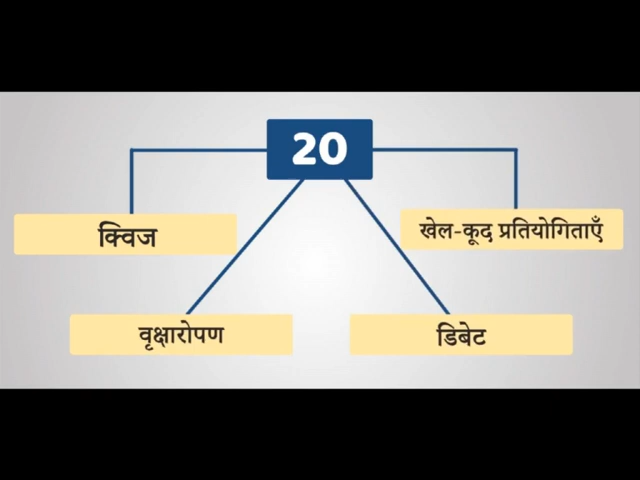 20
क्विज
खेल-कूद प्रतियोगिताएँ
वृक्षारोपण
डिबेट